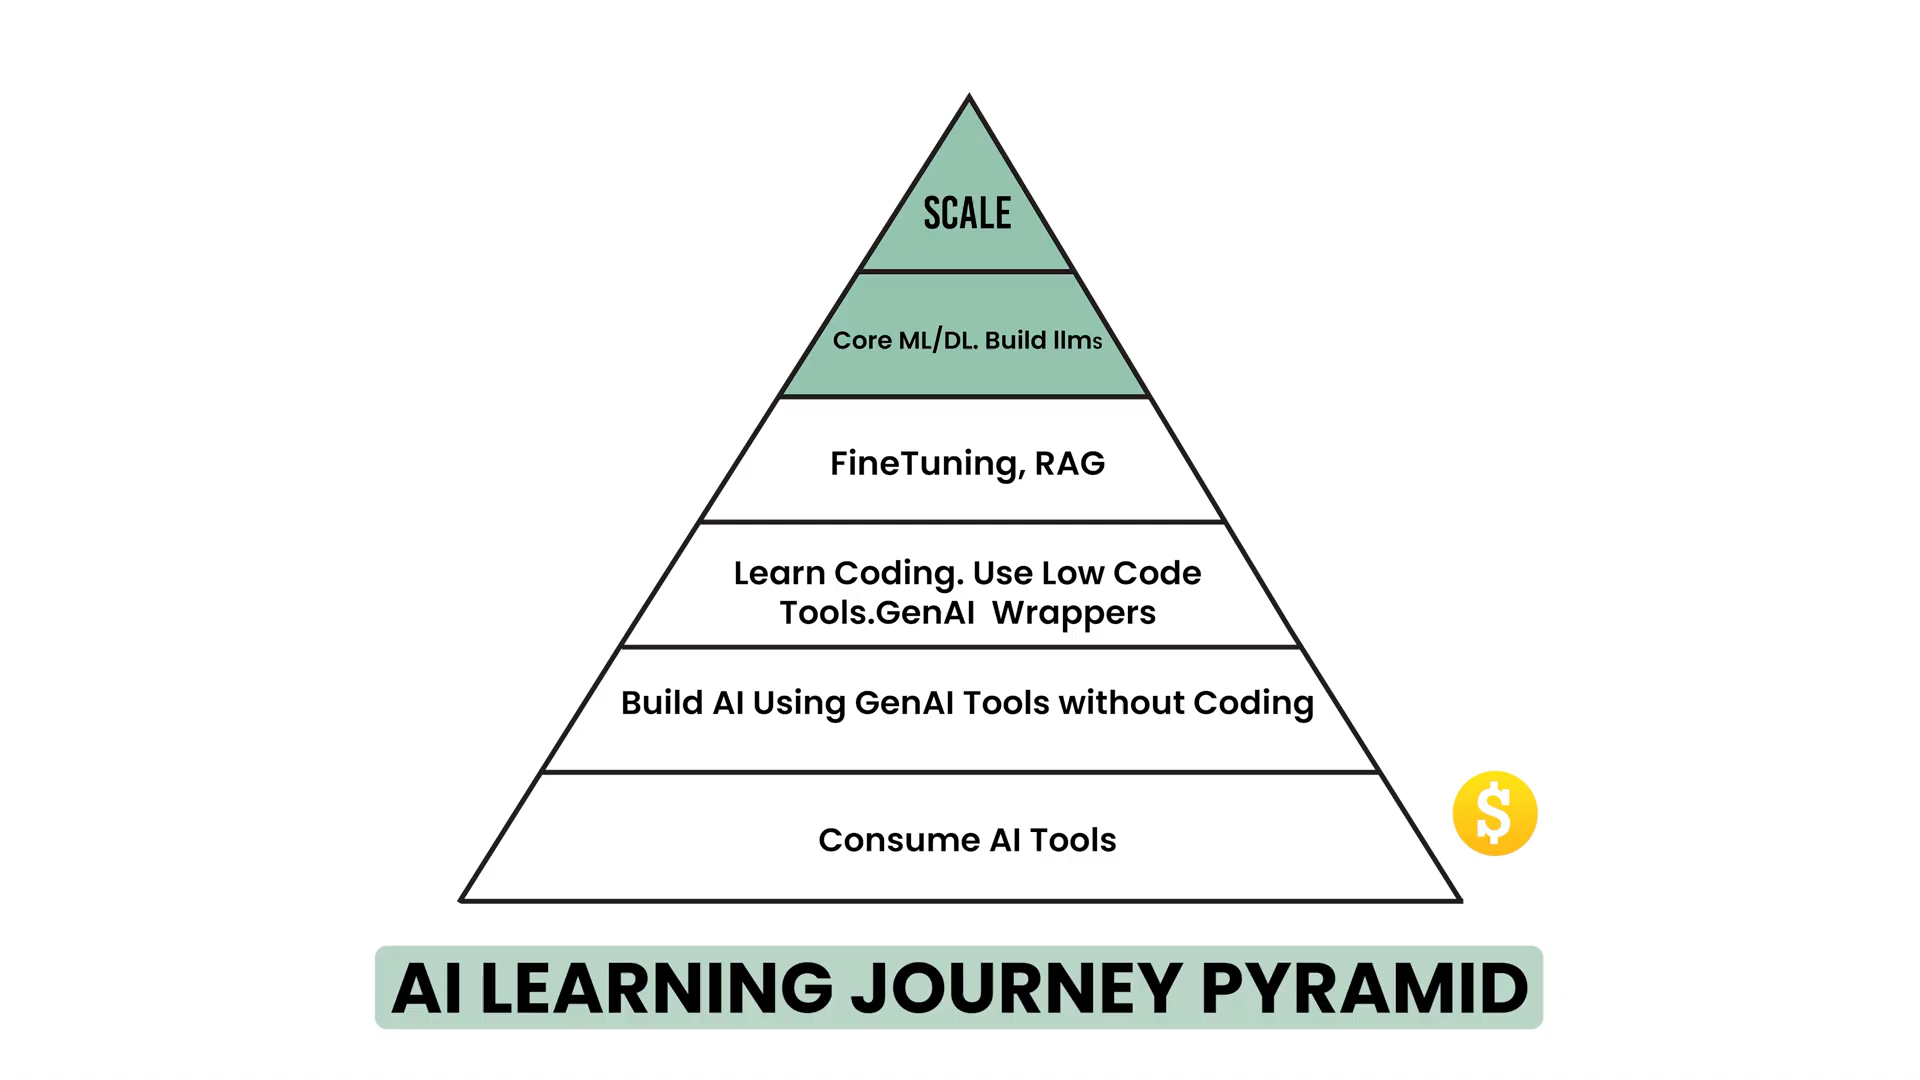 SCALE
Core ML/DL. Build llms
FineTuning, RAG
Learn Coding. Use Low Code
Tools.GenAI  Wrappers
Build AI Using GenAI Tools without Coding
$
Consume AI Tools
AI LEARNING JOURNEY PYRAMID